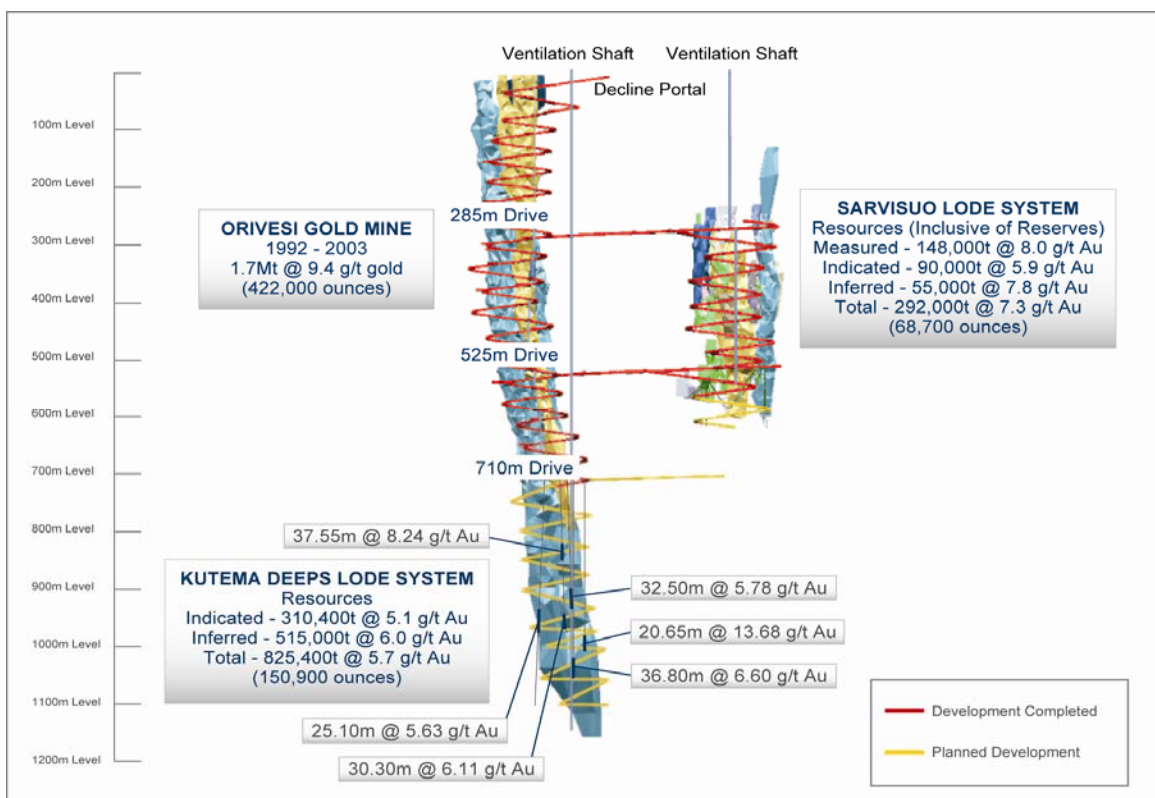 Ventilation Shaft
Ventilation Shaft
Decline Portal
100m Level
200m Level
285m Drive
300m Level
ORIVESI GOLD MINE
1992 - 2003
1.7Mt @ 9.4 g/t gold
(422,000 ounces)
SARVISUO LODE SYSTEM
Resources (Inclusive of Reserves)
Measured - 148,000t @ 8.0 g/t Au
Indicated - 90,000t @ 5.9 g/t Au
Inferred - 55,000t @ 7.8 g/t Au
Total - 292,000t @ 7.3 g/t Au
(68,700 ounces)
400m Level
500m Level
525m Drive
600m Level
700m Level
710m Drive
800m Level
37.55m @ 8.24 g/t Au
900m Level
KUTEMA DEEPS LODE SYSTEM
Resources
Indicated - 310,400t @ 5.1 g/t Au
Inferred - 515,000t @ 6.0 g/t Au
Total - 825,400t @ 5.7 g/t Au
(150,900 ounces)
32.50m @ 5.78 g/t Au
20.65m @ 13.68 g/t Au
36.80m @ 6.60 g/t Au
1000m Level
1100m Level
25.10m @ 5.63 g/t Au
30.30m @ 6.11 g/t Au
1200m Level
Development Completed
Planned Development